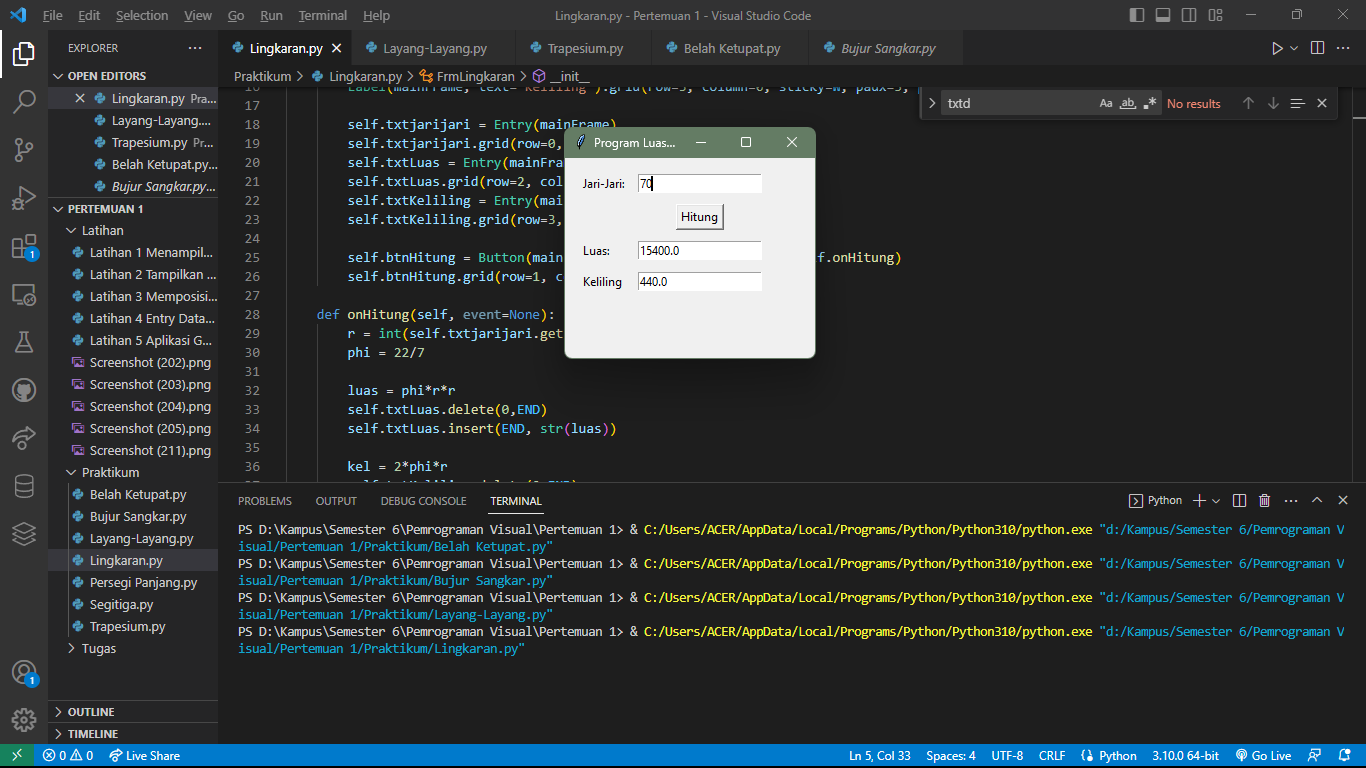 File Edit Selection View Go Run Terminal Help Lingkaran.py - Pertemuan 1 - Visual Studio Code
EXPLORER
OPEN EDITORS
Lingkaran.py Pra...
Layang-Layang....
Trapesium.py Pr...
Belah Ketupat.py...
Bujur Sangkar.py...
PERTEMUAN 1
Latihan
Latihan 1 Menampil...
Latihan 2 Tampilkan ...
Latihan 3 Memposisi...
Latihan 4 Entry Data...
Latihan 5 Aplikasi G...
Screenshot (202).png
Screenshot (203).png
Screenshot (204).png
Screenshot (205).png
Screenshot (211).png
Praktikum
Belah Ketupat.py
Bujur Sangkar.py
Layang-Layang.py
Lingkaran.py
Persegi Panjang.py
Segitiga.py
Trapesium.py
Tugas
OUTLINE
TIMELINE
1
1
Lingkaran.py Layang-Layang.py Trapesium.py Belah Ketupat.py Bujur Sangkar.py
Praktikum > Lingkaran.py > FrmLingkaran > __init__
txtd Aa ab No results
16 Label(mainFrame, text="Keliling").grid(row=3, column=0, sticky=W, padx=5,
17
18 self.txtjarijari = Entry(mainFrame)
19 self.txtjarijari.grid(row=0,
20 self.txtLuas = Entry(mainFra
21 self.txtLuas.grid(row=2, col
22 self.txtKeliling = Entry(mai
23 self.txtKeliling.grid(row=3,
24
25 self.btnHitung = Button(main f.onHitung)
26 self.btnHitung.grid(row=1, c
27
28 def onHitung(self, event=None):
29 r = int(self.txtjarijari.get
30 phi = 22/7
31
32 luas = phi*r*r
33 self.txtLuas.delete(0,END)
34 self.txtLuas.insert(END, str(luas))
35
36 kel = 2*phi*r
Program Luas...
Jari-Jari: 70
Hitung
Luas: 15400.0
Keliling 440.0
PROBLEMS OUTPUT DEBUG CONSOLE TERMINAL Python
PS D:\Kampus\Semester 6\Pemrograman Visual\Pertemuan 1> & C:/Users/ACER/AppData/Local/Programs/Python/Python310/python.exe "d:/Kampus/Semester 6/Pemrograman V
isual/Pertemuan 1/Praktikum/Belah Ketupat.py"
PS D:\Kampus\Semester 6\Pemrograman Visual\Pertemuan 1> & C:/Users/ACER/AppData/Local/Programs/Python/Python310/python.exe "d:/Kampus/Semester 6/Pemrograman V
isual/Pertemuan 1/Praktikum/Bujur Sangkar.py"
PS D:\Kampus\Semester 6\Pemrograman Visual\Pertemuan 1> & C:/Users/ACER/AppData/Local/Programs/Python/Python310/python.exe "d:/Kampus/Semester 6/Pemrograman V
isual/Pertemuan 1/Praktikum/Layang-Layang.py"
PS D:\Kampus\Semester 6\Pemrograman Visual\Pertemuan 1> & C:/Users/ACER/AppData/Local/Programs/Python/Python310/python.exe "d:/Kampus/Semester 6/Pemrograman V
isual/Pertemuan 1/Praktikum/Lingkaran.py"
0 0 Live Share Ln 5, Col 33 Spaces: 4 UTF-8 CRLF Python 3.10.0 64-bit Go Live